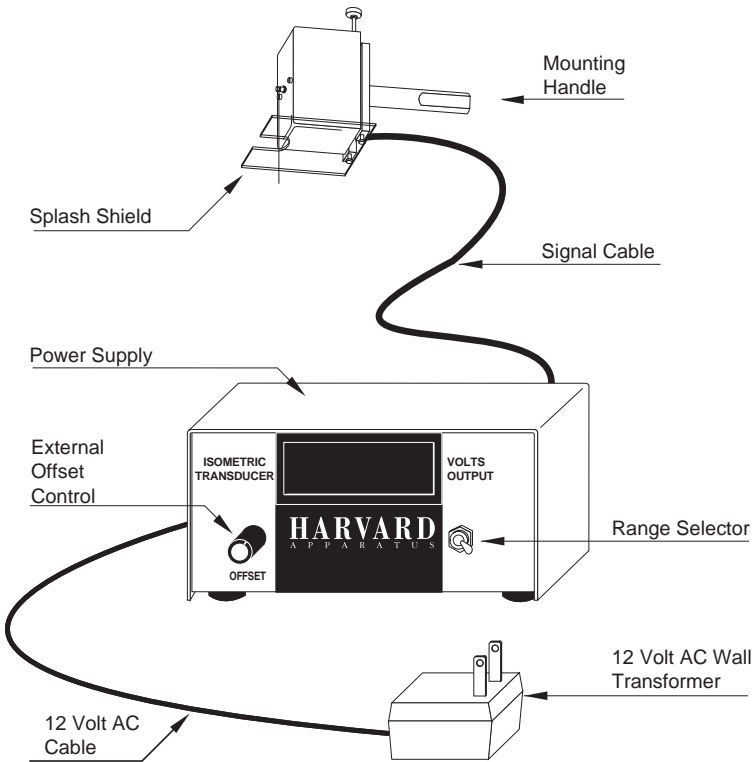 Mounting
Handle
Splash Shield
Signal Cable
Power Supply
External
Offset
Control
ISOMETRIC
TRANSDUCER
VOLTS
OUTPUT
HARVARD
APPARATUS
OFFSET
Range Selector
12 Volt AC Wall
Transformer
12 Volt AC
Cable